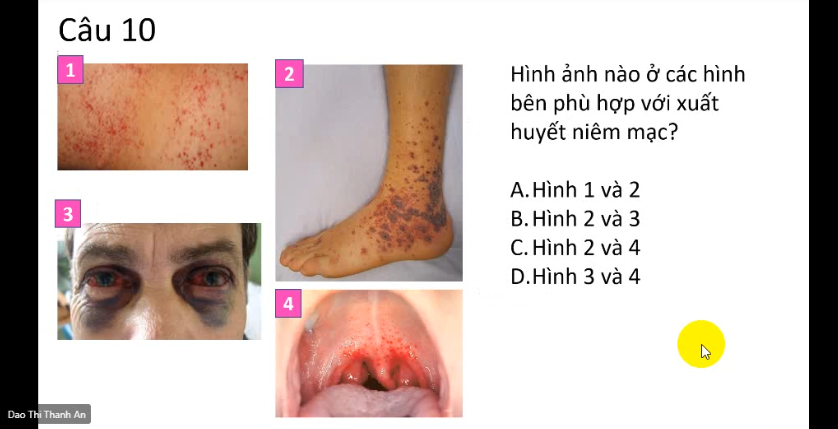 Câu 10
1
2
3
4
Hình ảnh nào ở các hình
bên phù hợp với xuất
huyết niêm mạc?
A.Hình 1 và 2
B.Hình 2 và 3
C.Hình 2 và 4
D.Hình 3 và 4
Dao Thi Thanh An